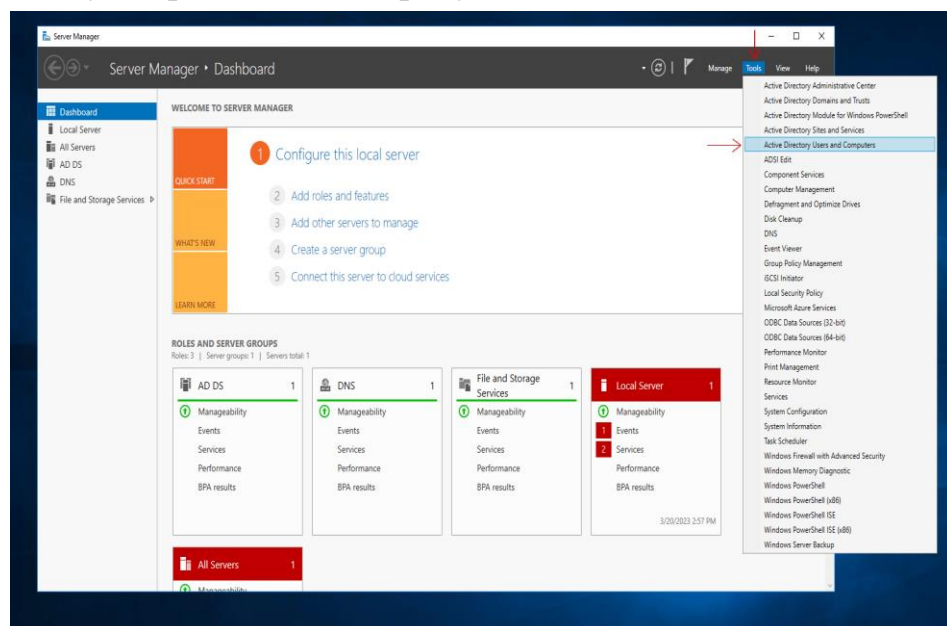 Server Manager
Server Manager • Dashboard
Manage Tools View Help
Dashboard
Local Server
All Servers
AD DS
DNS
File and Storage Services
WELCOME TO SERVER MANAGER
QUICK START
WHAT'S NEW
LEARN MORE
1 Configure this local server
2 Add roles and features
3 Add other servers to manage
4 Create a server group
5 Connect this server to cloud services
ROLES AND SERVER GROUPS
Roles: 3 | Server groups: 1 | Servers total: 1
AD DS 1
Manageability
Events
Services
Performance
BPA results
DNS 1
Manageability
Events
Services
Performance
BPA results
File and Storage
Services 1
Manageability
Events
Services
Performance
BPA results
Local Server 1
Manageability
1 Events
2 Services
Performance
BPA results
3/20/2023 2:57 PM
All Servers 1
Manageability
Active Directory Administrative Center
Active Directory Domains and Trusts
Active Directory Module for Windows PowerShell
Active Directory Sites and Services
Active Directory Users and Computers
ADSI Edit
Component Services
Computer Management
Defragment and Optimize Drives
Disk Cleanup
DNS
Event Viewer
Group Policy Management
iSCSI Initiator
Local Security Policy
Microsoft Azure Services
ODBC Data Sources (32-bit)
ODBC Data Sources (64-bit)
Performance Monitor
Print Management
Resource Monitor
Services
System Configuration
System Information
Task Scheduler
Windows Firewall with Advanced Security
Windows Memory Diagnostic
Windows PowerShell
Windows PowerShell (x86)
Windows PowerShell ISE
Windows PowerShell ISE (x86)
Windows Server Backup